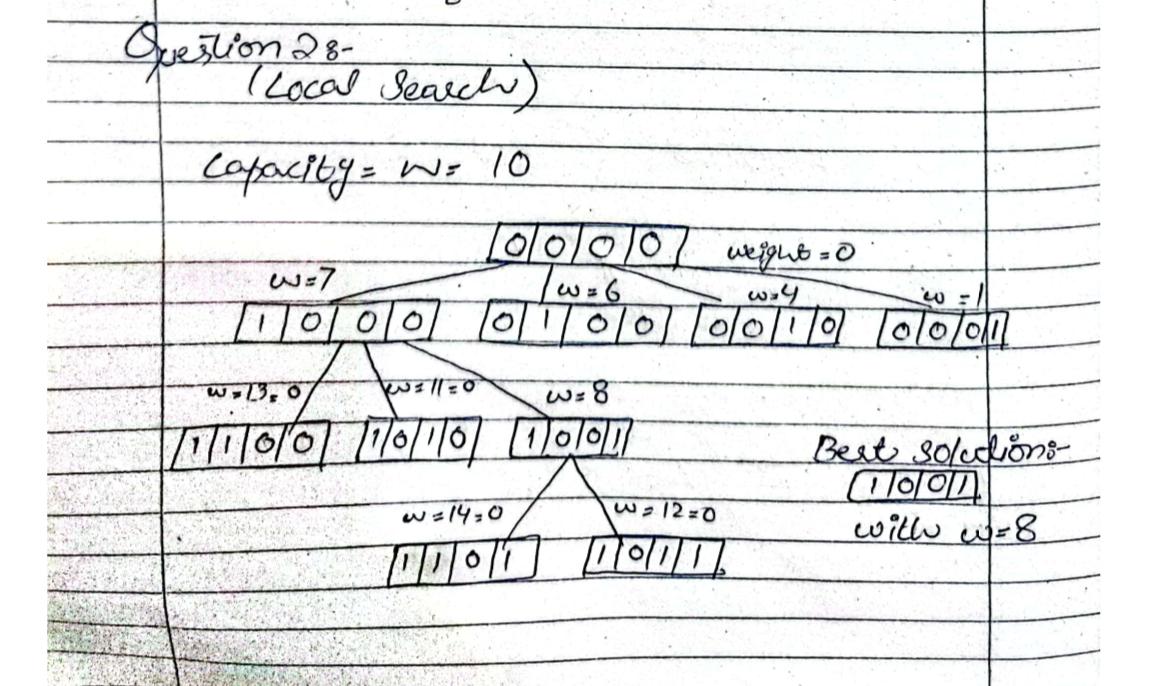 Question 2:-
(Local Search)
Capacity = W = 10
0 0 0 0 weight = 0
w=7 w=6 w=4 w=1
1 0 0 0 0 1 0 0 0 0 1 0 0 0 0 1
w=13=0 w=11=0 w=8
1 1 0 0 1 0 1 0 1 0 0 1
Best solution:-
1 0 0 1
w=14=0 w=12=0
with w=8
1 1 0 1 1 0 1 1